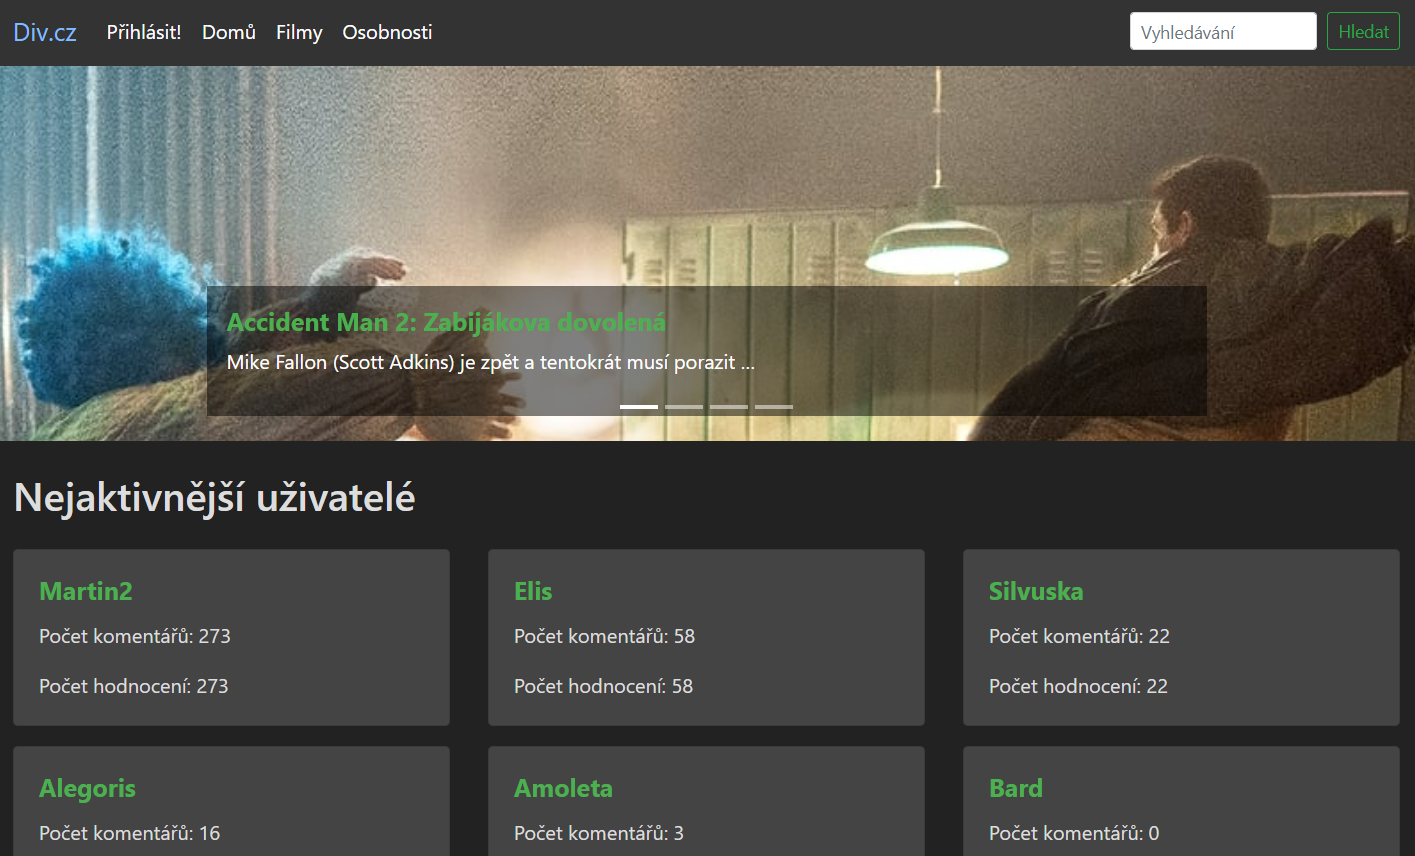 Div.cz Přihlásit! Domů Filmy Osobnosti Vyhledávání Hledat
Accident Man 2: Zabijákova dovolená
Mike Fallon (Scott Adkins) je zpět a tentokrát musí porazit ...
Nejaktivnější uživatelé
Martin2
Počet komentářů: 273
Počet hodnocení: 273
Elis
Počet komentářů: 58
Počet hodnocení: 58
Silvuska
Počet komentářů: 22
Počet hodnocení: 22
Alegoris
Počet komentářů: 16
Amoleta
Počet komentářů: 3
Bard
Počet komentářů: 0